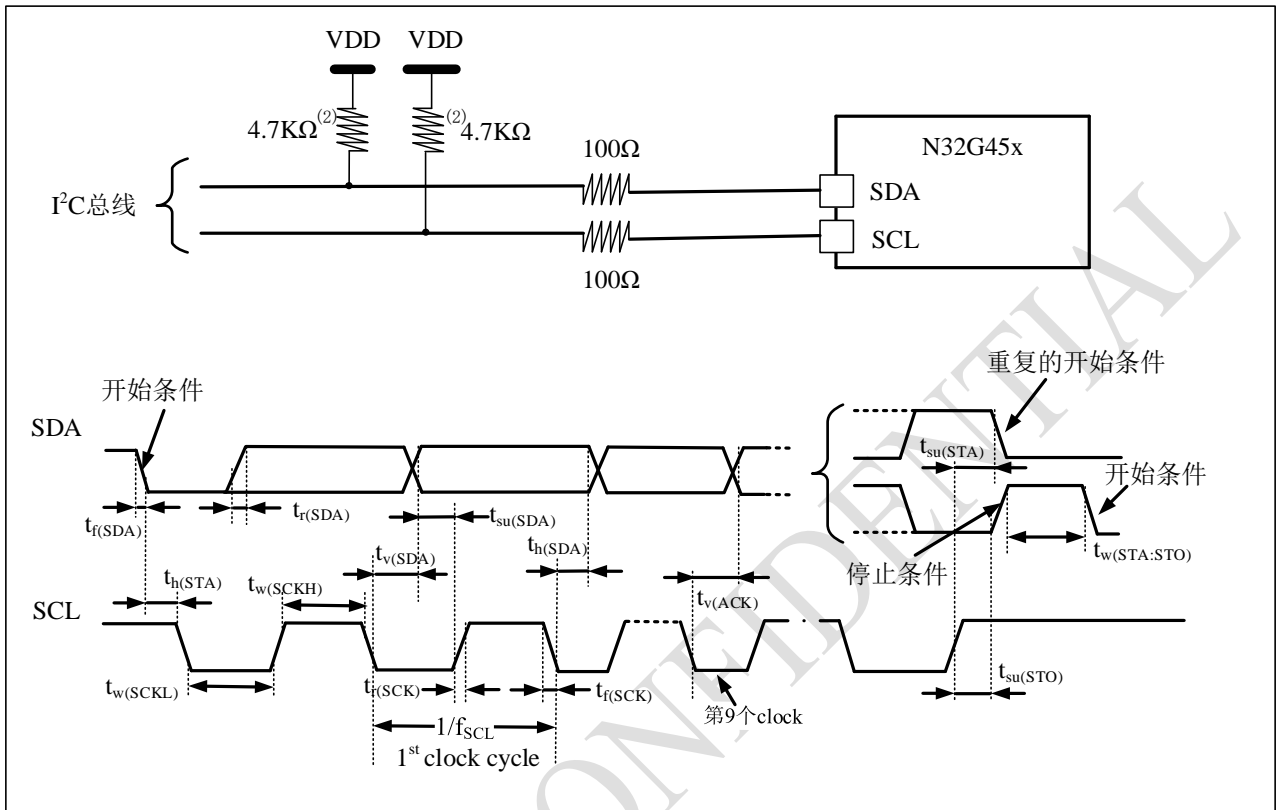 VDD VDD
4.7KΩ(2) (2)4.7KΩ
100Ω
N32G45x
SDA
I²C总线
SCL
100Ω
重复的开始条件
开始条件
SDA
tsu(STA)
开始条件
tf(SDA)
tr(SDA)
tsu(SDA)
tv(SDA)
th(SDA)
tw(STA:STO)
停止条件
th(STA)
tw(SCKH)
tv(ACK)
SCL
tw(SCKL)
tr(SCK)
tf(SCK)
tsu(STO)
第9个clock
1/fSCL
1st clock cycle
CONFIDENTIAL